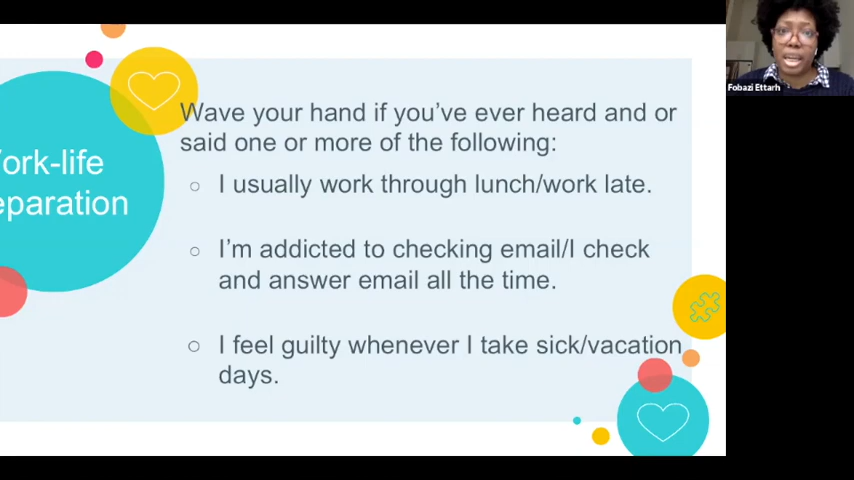 ork-life
eparation
Wave your hand if you've ever heard and or
said one or more of the following:
○ I usually work through lunch/work late.
○ I'm addicted to checking email/I check
and answer email all the time.
○ I feel guilty whenever I take sick/vacation
days.
Fobazi Ettarh